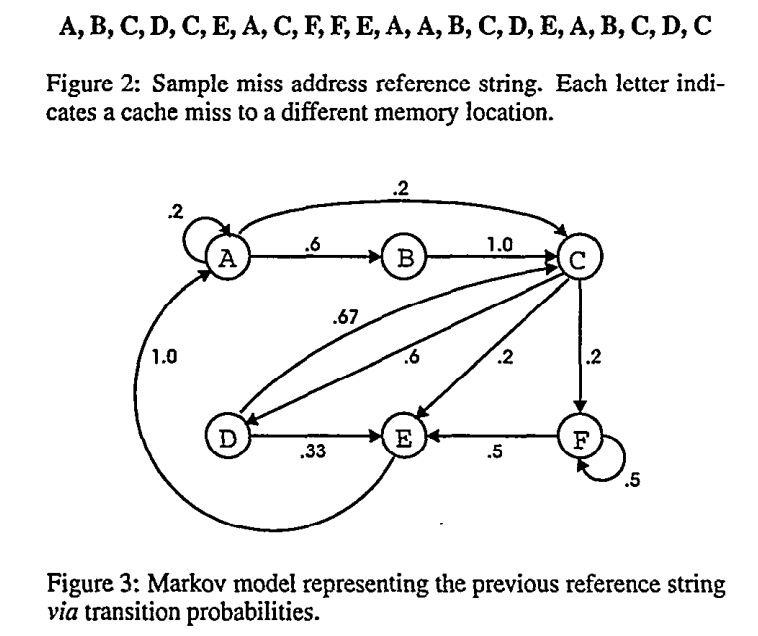 A, B, C, D, C, E, A, C, F, F, E, A, A, B, C, D, E, A, B, C, D, C
Figure 2: Sample miss address reference string. Each letter indi-
cates a cache miss to a different memory location.
.2
.2
A
.6
B
1.0
C
.67
1.0
.6
.2
.2
D
.33
E
.5
F
.5
Figure 3: Markov model representing the previous reference string
via transition probabilities.